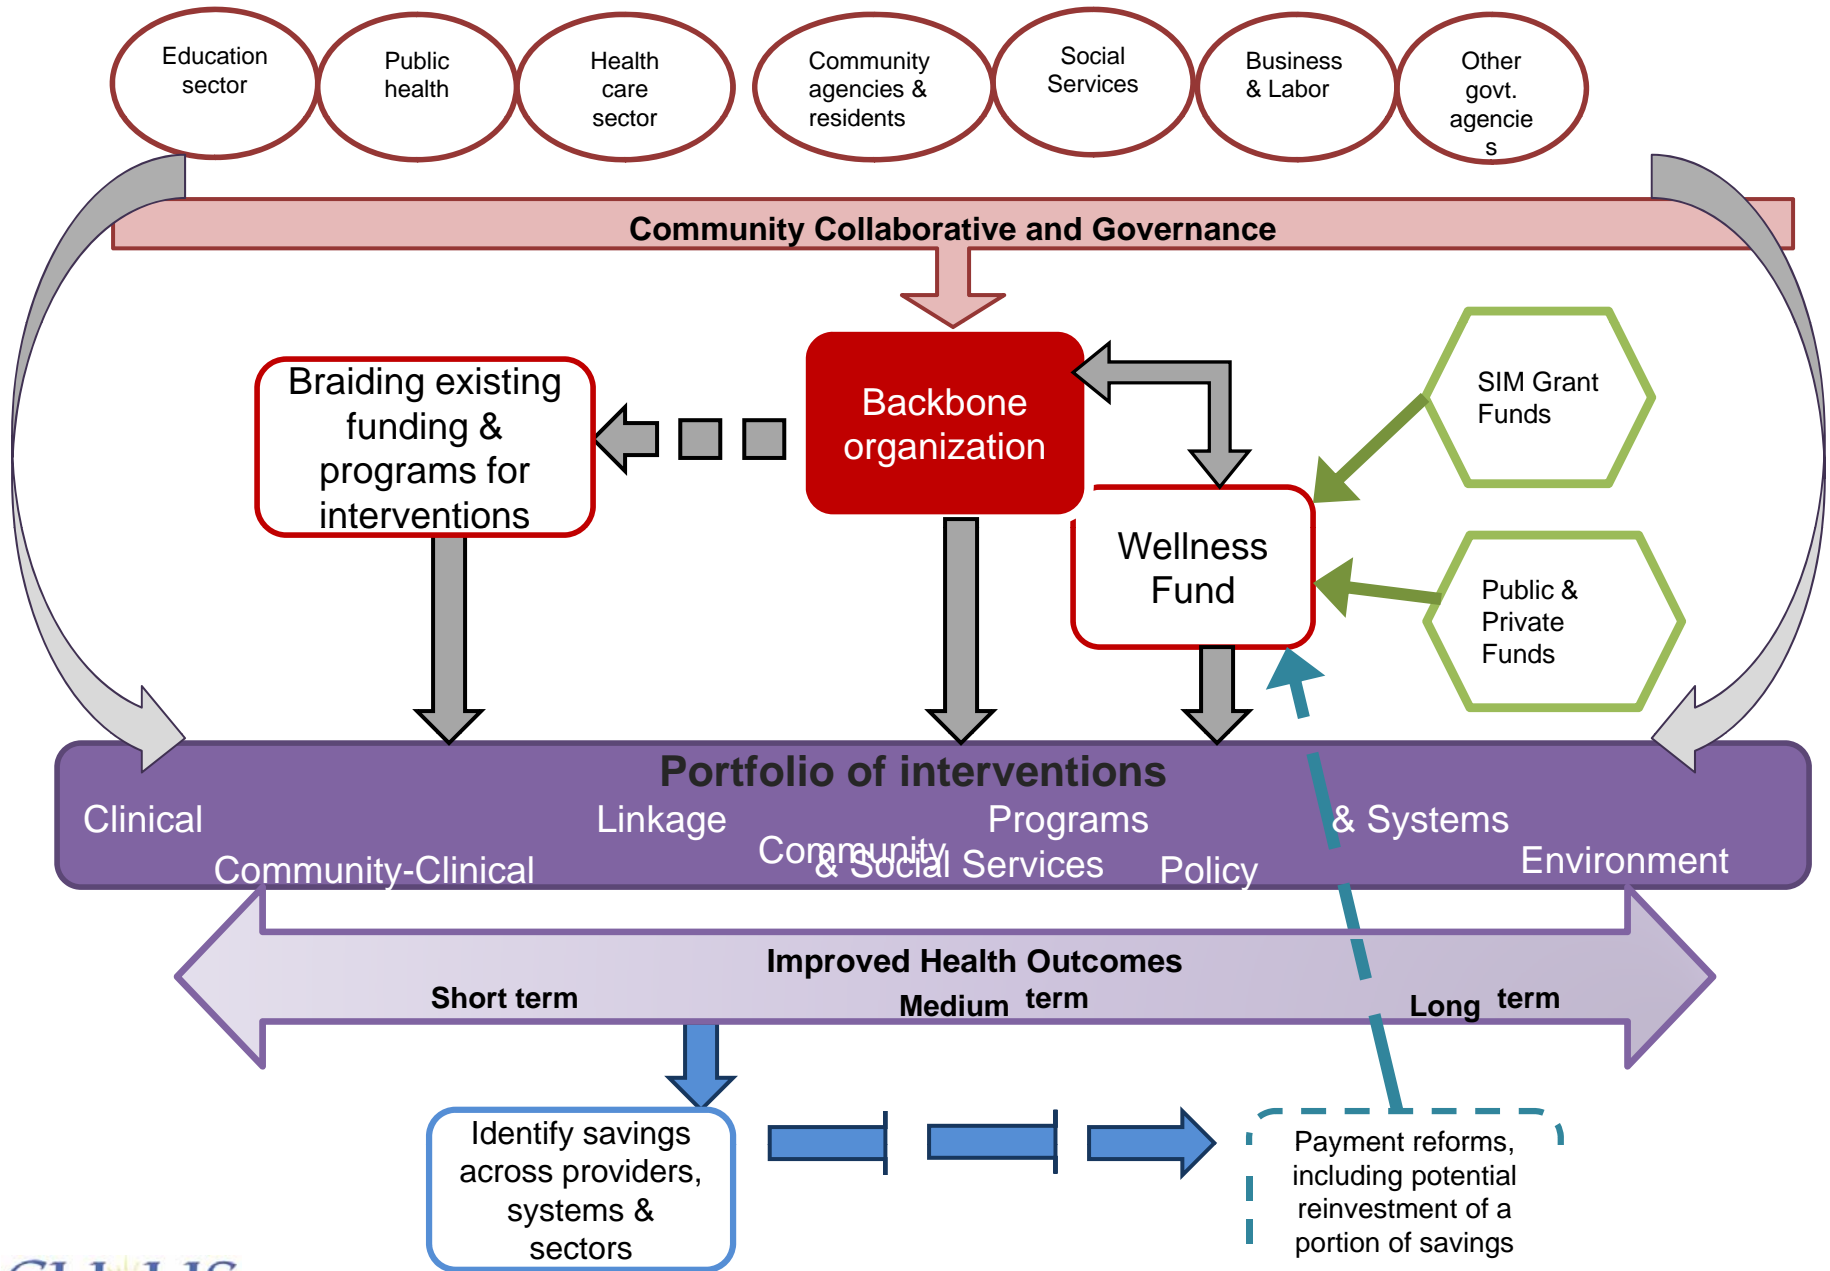 Education
sector
Public
health
Health
care
sector
Community
agencies &
residents
Social
Services
Business
& Labor
Other
govt.
agencie
s
Community Collaborative and Governance
Braiding existing
funding &
programs for
interventions
Backbone
organization
Wellness
Fund
SIM Grant
Funds
Public &
Private
Funds
Portfolio of interventions
Clinical
Community-Clinical
Linkage
Community
Programs
& Social Services
Policy
& Systems
Environment
Improved Health Outcomes
Short term
Medium term
Long term
Identify savings
across providers,
systems &
sectors
Payment reforms,
including potential
reinvestment of a
portion of savings